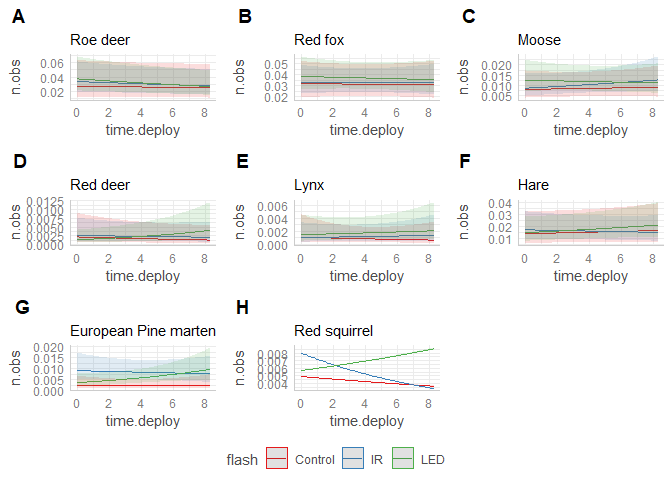 A
B
C
Roe deer
Red fox
Moose
n.obs
0.06
0.04
0.02
n.obs
0.05
0.04
0.03
0.02
n.obs
0.020
0.015
0.010
0.005
0 2 4 6 8
0 2 4 6 8
0 2 4 6 8
time.deploy
time.deploy
time.deploy
D
E
F
Red deer
Lynx
Hare
n.obs
0.0125
0.0100
0.0075
0.0050
0.0025
0.0000
n.obs
0.006
0.004
0.002
0.000
n.obs
0.04
0.03
0.02
0.01
0 2 4 6 8
0 2 4 6 8
0 2 4 6 8
time.deploy
time.deploy
time.deploy
G
H
European Pine marten
Red squirrel
n.obs
0.020
0.015
0.010
0.005
0.000
n.obs
0.008
0.007
0.006
0.005
0.004
0 2 4 6 8
0 2 4 6 8
time.deploy
time.deploy
flash Control IR LED